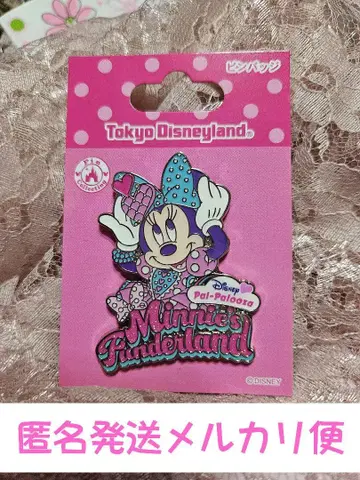 ピンバッジ
Tokyo Disneyland®
Pin
Collection
Disney
Pal-Palooza
Minnie's
Funderland
©DISNEY
匿名発送メルカリ便